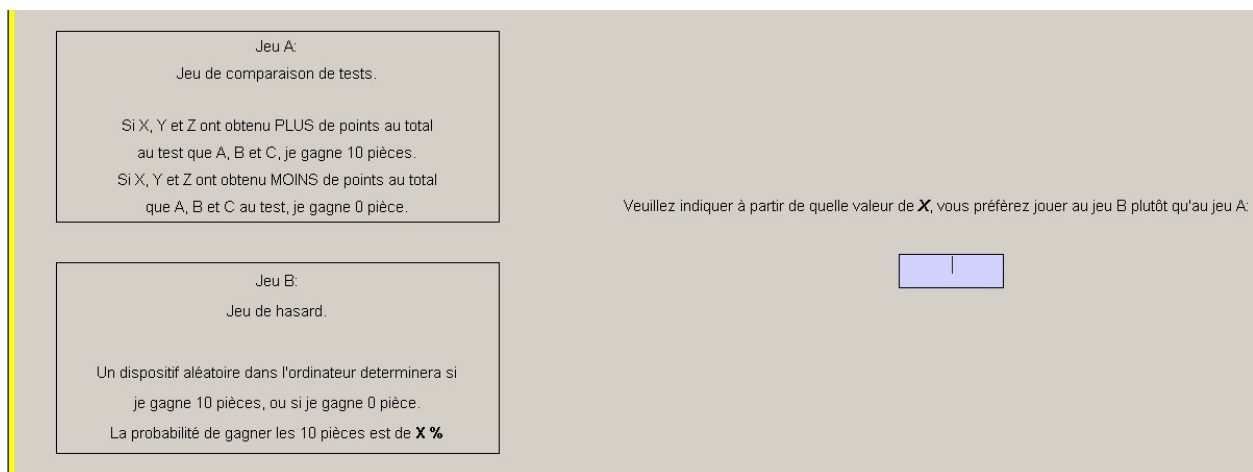 Jeu A:
Jeu de comparaison de tests.
Si X, Y et Z ont obtenu PLUS de points au total
au test que A, B et C, je gagne 10 pièces.
Si X, Y et Z ont obtenu MOINS de points au total
que A, B et C au test, je gagne 0 pièce.
Veuillez indiquer à partir de quelle valeur de X, vous préfèrez jouer au jeu B plutôt qu'au jeu A:
Jeu B:
Jeu de hasard.
Un dispositif aléatoire dans l'ordinateur determinera si
je gagne 10 pièces, ou si je gagne 0 pièce.
La probabilité de gagner les 10 pièces est de X %